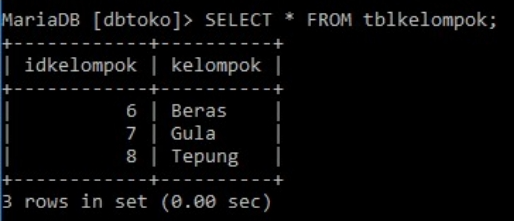 MariaDB [dbtoko]> SELECT * FROM tblkelompok;
+------------+----------+
| idkelompok | kelompok |
+------------+----------+
|          6 | Beras    |
|          7 | Gula     |
|          8 | Tepung   |
+------------+----------+
3 rows in set (0.00 sec)